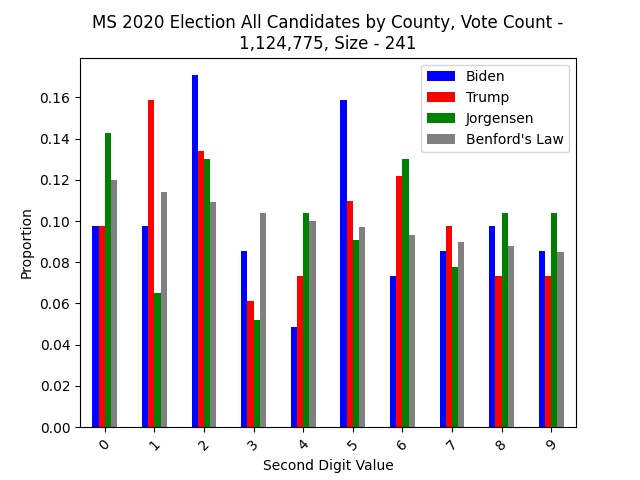 MS 2020 Election All Candidates by County, Vote Count -
1,124,775, Size - 241
Biden
Trump
Jorgensen
Benford's Law
Proportion
0.16
0.14
0.12
0.10
0.08
0.06
0.04
0.02
0.00
0 1 2 3 4 5 6 7 8 9
Second Digit Value